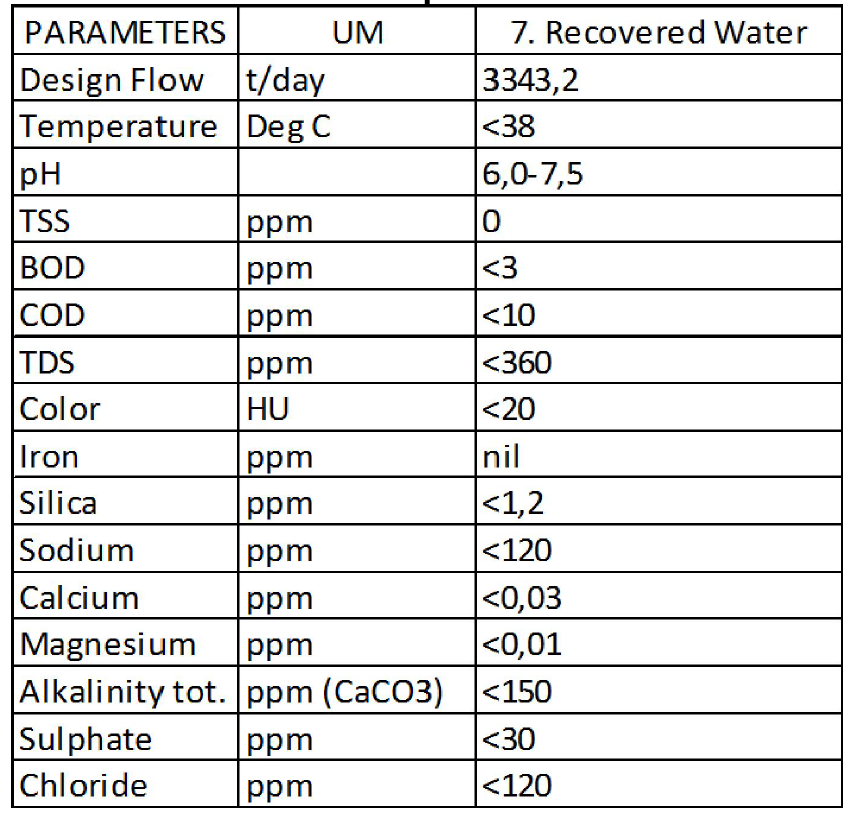 PARAMETERS UM 7. Recovered Water
Design Flow t/day 3343,2
Temperature Deg C <38
pH 6,0-7,5
TSS ppm 0
BOD ppm <3
COD ppm <10
TDS ppm <360
Color HU <20
Iron ppm nil
Silica ppm <1,2
Sodium ppm <120
Calcium ppm <0,03
Magnesium ppm <0,01
Alkalinity tot. ppm (CaCO3) <150
Sulphate ppm <30
Chloride ppm <120